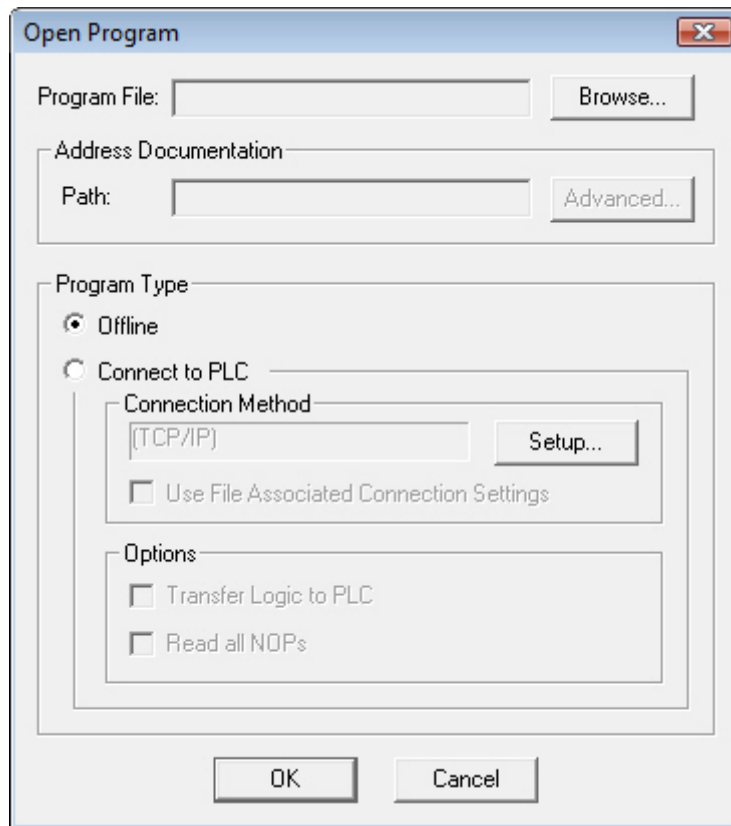 Open Program
Program File: Browse...
Address Documentation
Path: Advanced...
Program Type
Offline
Connect to PLC
Connection Method
(TCP/IP) Setup...
Use File Associated Connection Settings
Options
Transfer Logic to PLC
Read all NOPs
OK Cancel